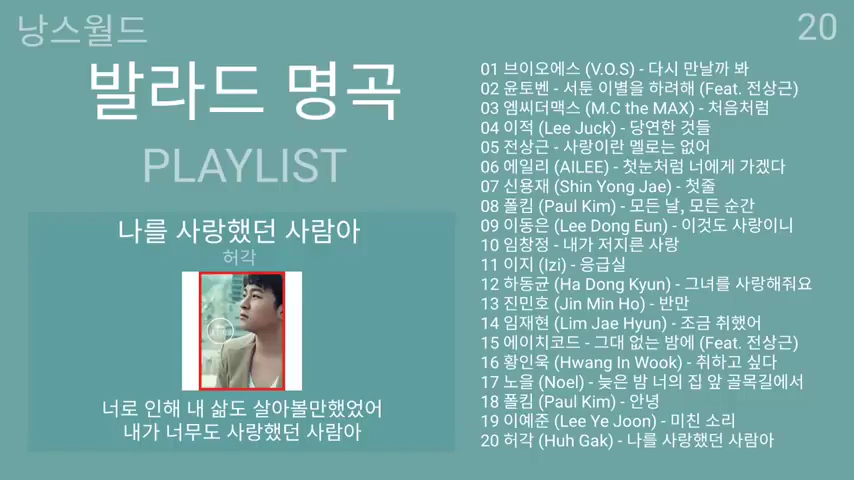 낭스월드
20
발라드 명곡
PLAYLIST
나를 사랑했던 사람아
허각
너로 인해 내 삶도 살아볼만했었어
내가 너무도 사랑했던 사람아
01 브이오에스 (V.O.S) - 다시 만날까 봐
02 윤토벤 - 서툰 이별을 하려해 (Feat. 전상근)
03 엠씨더맥스 (M.C the MAX) - 처음처럼
04 이적 (Lee Juck) - 당연한 것들
05 전상근 - 사랑이란 멜로는 없어
06 에일리 (AILEE) - 첫눈처럼 너에게 가겠다
07 신용재 (Shin Yong Jae) - 첫줄
08 폴킴 (Paul Kim) - 모든 날, 모든 순간
09 이동은 (Lee Dong Eun) - 이것도 사랑이니
10 임창정 - 내가 저지른 사랑
11 이지 (Izi) - 응급실
12 하동균 (Ha Dong Kyun) - 그녀를 사랑해줘요
13 진민호 (Jin Min Ho) - 반만
14 임재현 (Lim Jae Hyun) - 조금 취했어
15 에이치코드 - 그대 없는 밤에 (Feat. 전상근)
16 황인욱 (Hwang In Wook) - 취하고 싶다
17 노을 (Noel) - 늦은 밤 너의 집 앞 골목길에서
18 폴킴 (Paul Kim) - 안녕
19 이예준 (Lee Ye Joon) - 미친 소리
20 허각 (Huh Gak) - 나를 사랑했던 사람아